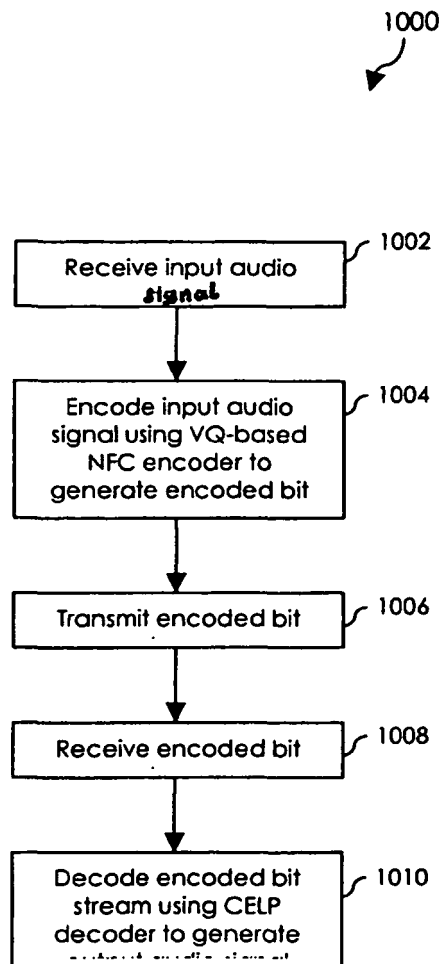 1000
1002
Receive input audio
signal
1004
Encode input audio
signal using VQ-based
NFC encoder to
generate encoded bit
1006
Transmit encoded bit
1008
Receive encoded bit
1010
Decode encoded bit
stream using CELP
decoder to generate